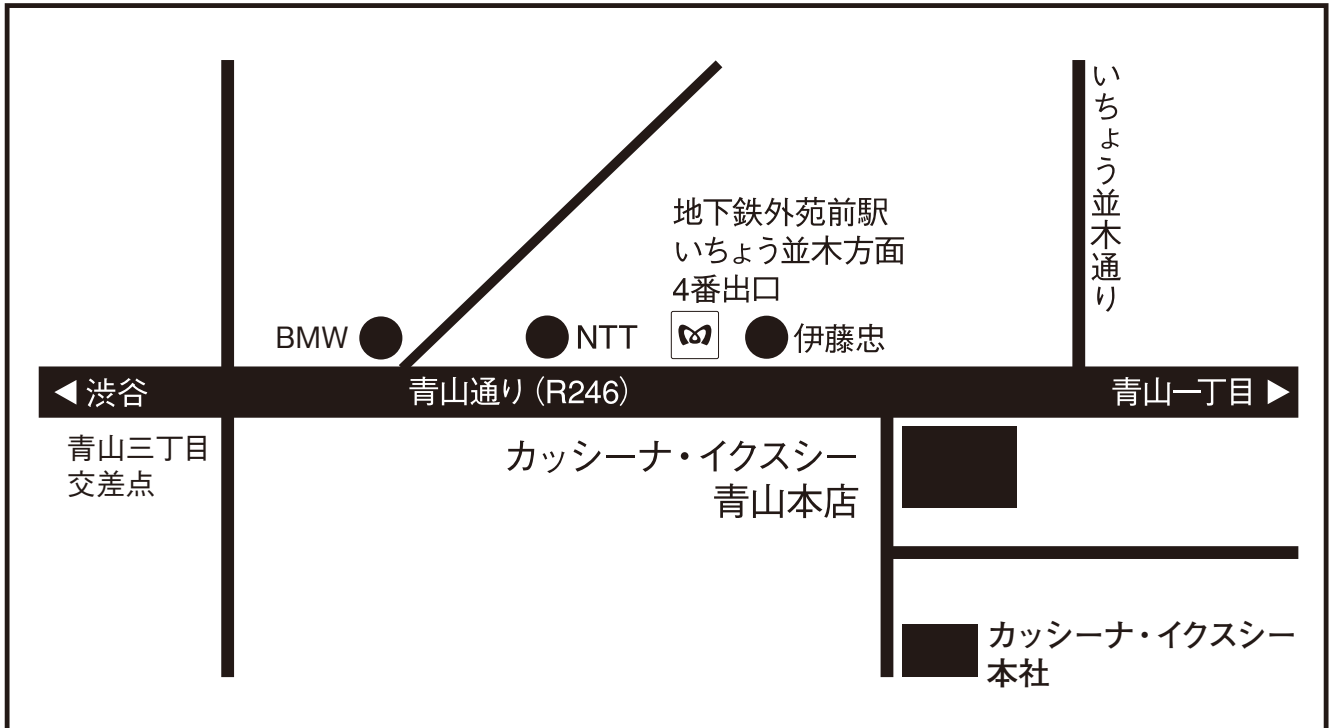 いちょう並木通り
地下鉄外苑前駅
いちょう並木方面
4番出口
BMW
NTT
伊藤忠
◀ 渋谷
青山通り（R246）
青山一丁目 ▶
青山三丁目
交差点
カッシーナ・イクスシー
青山本店
カッシーナ・イクスシー
本社